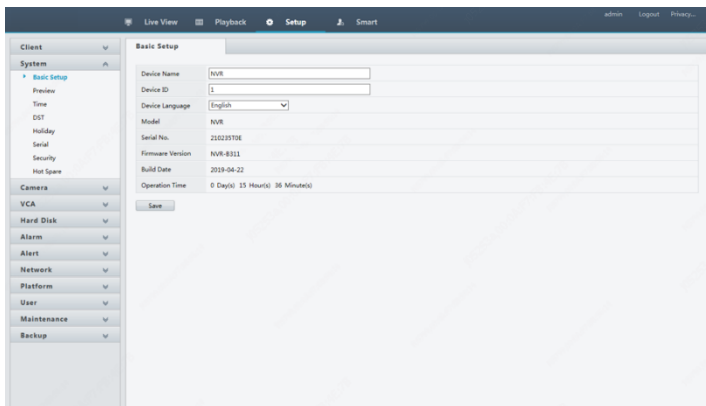 Live View Playback Setup Smart admin Logout Privacy...
Client
System
Basic Setup
Preview
Time
DST
Holiday
Serial
Security
Hot Spare
Camera
VCA
Hard Disk
Alarm
Alert
Network
Platform
User
Maintenance
Backup
Basic Setup
Device Name NVR
Device ID 1
Device Language English
Model NVR
Serial No. 210235T0E
Firmware Version NVR-B311
Build Date 2019-04-22
Operation Time 0 Day(s) 15 Hour(s) 36 Minute(s)
Save